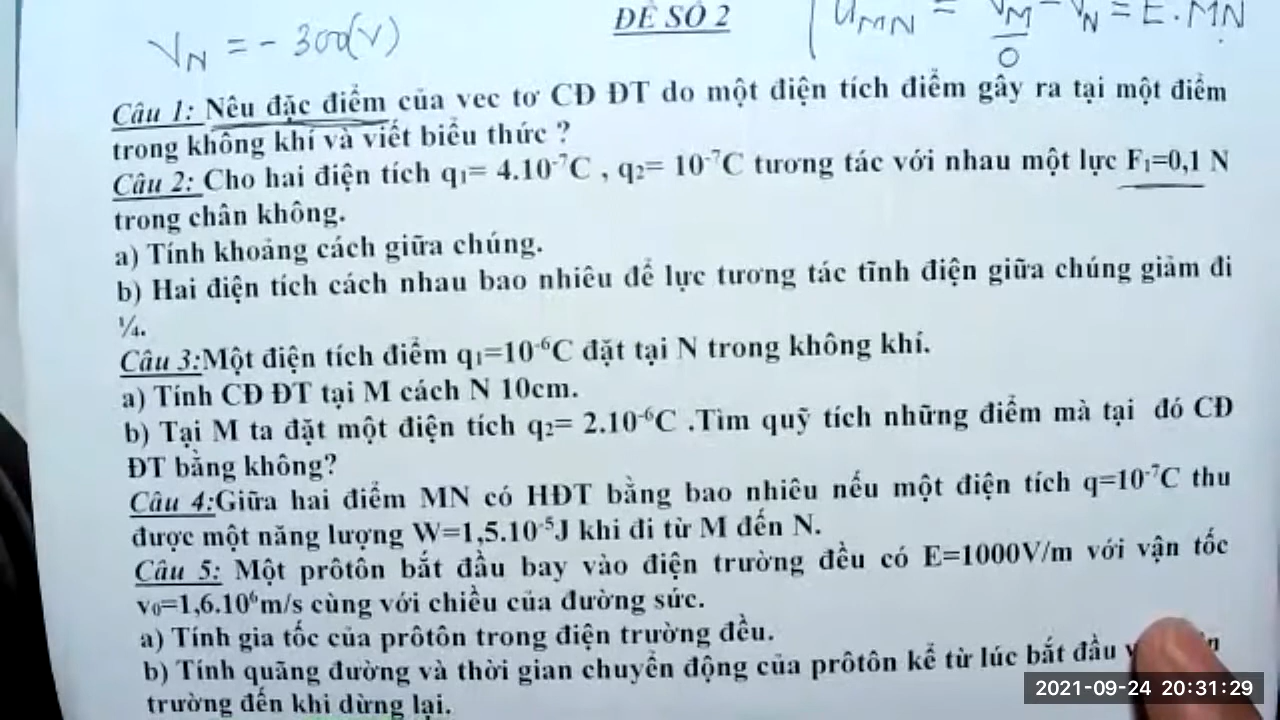 V_N = - 300(V)
ĐỀ SỐ 2
U_MN = V_M - V_N = E . MN
0
Câu 1: Nêu đặc điểm của vec tơ CĐ ĐT do một điện tích điểm gây ra tại một điểm
trong không khí và viết biểu thức ?
Câu 2: Cho hai điện tích q₁= 4.10⁻⁷C , q₂= 10⁻⁷C tương tác với nhau một lực F₁=0,1 N
trong chân không.
a) Tính khoảng cách giữa chúng.
b) Hai điện tích cách nhau bao nhiêu để lực tương tác tĩnh điện giữa chúng giảm đi
¼.
Câu 3:Một điện tích điểm q₁=10⁻⁶C đặt tại N trong không khí.
a) Tính CĐ ĐT tại M cách N 10cm.
b) Tại M ta đặt một điện tích q₂= 2.10⁻⁶C .Tìm quỹ tích những điểm mà tại đó CĐ
ĐT bằng không?
Câu 4:Giữa hai điểm MN có HĐT bằng bao nhiêu nếu một điện tích q=10⁻⁷C thu
được một năng lượng W=1,5.10⁻⁵J khi đi từ M đến N.
Câu 5: Một prôtôn bắt đầu bay vào điện trường đều có E=1000V/m với vận tốc
v₀=1,6.10⁶m/s cùng với chiều của đường sức.
a) Tính gia tốc của prôtôn trong điện trường đều.
b) Tính quãng đường và thời gian chuyển động của prôtôn kể từ lúc bắt đầu
trường đến khi dừng lại.
2021-09-24 20:31:29